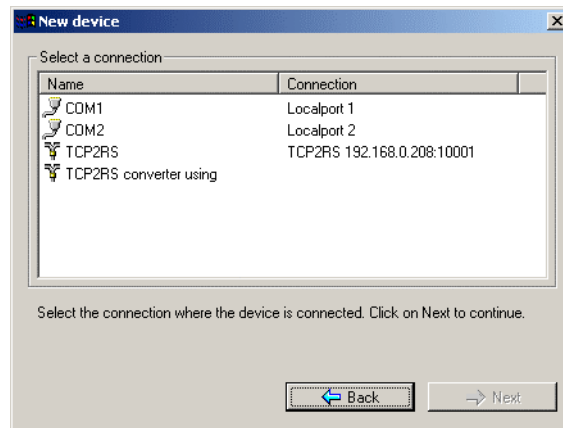 New device
Select a connection
Name Connection
COM1 Localport 1
COM2 Localport 2
TCP2RS TCP2RS 192.168.0.208:10001
TCP2RS converter using
Select the connection where the device is connected. Click on Next to continue.
Back Next